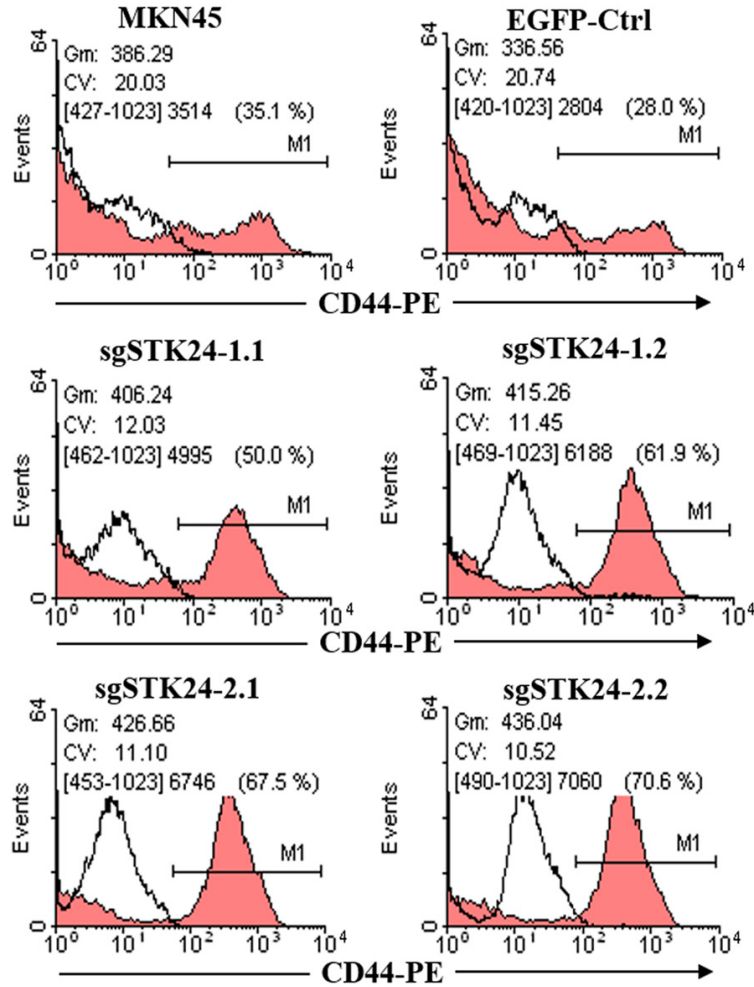 MKN45
64
Gm: 386.29
CV: 20.03
[427-1023] 3514 (35.1 %)
M1
Events
0
10^0 10^1 10^2 10^3 10^4
EGFP-Ctrl
64
Gm: 336.56
CV: 20.74
[420-1023] 2804 (28.0 %)
M1
Events
0
10^0 10^1 10^2 10^3 10^4
CD44-PE
sgSTK24-1.1
64
Gm: 406.24
CV: 12.03
[462-1023] 4995 (50.0 %)
M1
Events
0
10^0 10^1 10^2 10^3 10^4
sgSTK24-1.2
64
Gm: 415.26
CV: 11.45
[469-1023] 6188 (61.9 %)
M1
Events
0
10^0 10^1 10^2 10^3 10^4
CD44-PE
sgSTK24-2.1
64
Gm: 426.66
CV: 11.10
[453-1023] 6746 (67.5 %)
M1
Events
0
10^0 10^1 10^2 10^3 10^4
sgSTK24-2.2
64
Gm: 436.04
CV: 10.52
[490-1023] 7060 (70.6 %)
M1
Events
0
10^0 10^1 10^2 10^3 10^4
CD44-PE